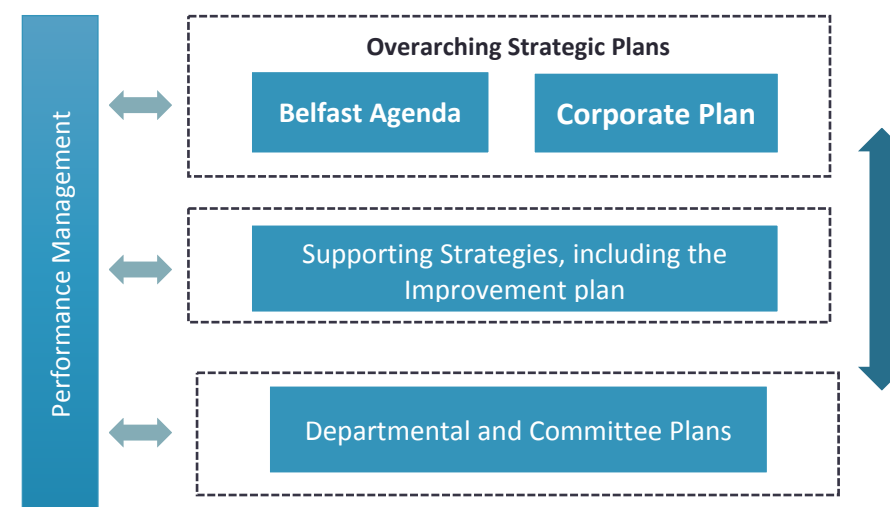 Performance Management
Overarching Strategic Plans
Belfast Agenda
Corporate Plan
Supporting Strategies, including the
Improvement plan
Departmental and Committee Plans